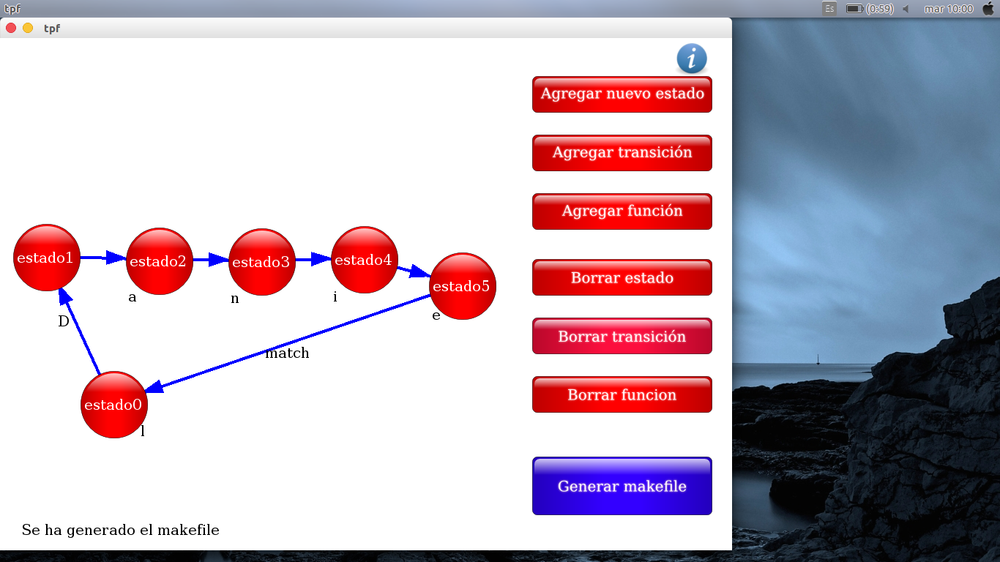 tpf
Es
(0:59)
mar 10:00
tpf
i
Agregar nuevo estado
Agregar transición
Agregar función
Borrar estado
Borrar transición
Borrar funcion
Generar makefile
estado1
estado2
estado3
estado4
estado5
a
n
i
e
D
match
estado0
l
Se ha generado el makefile